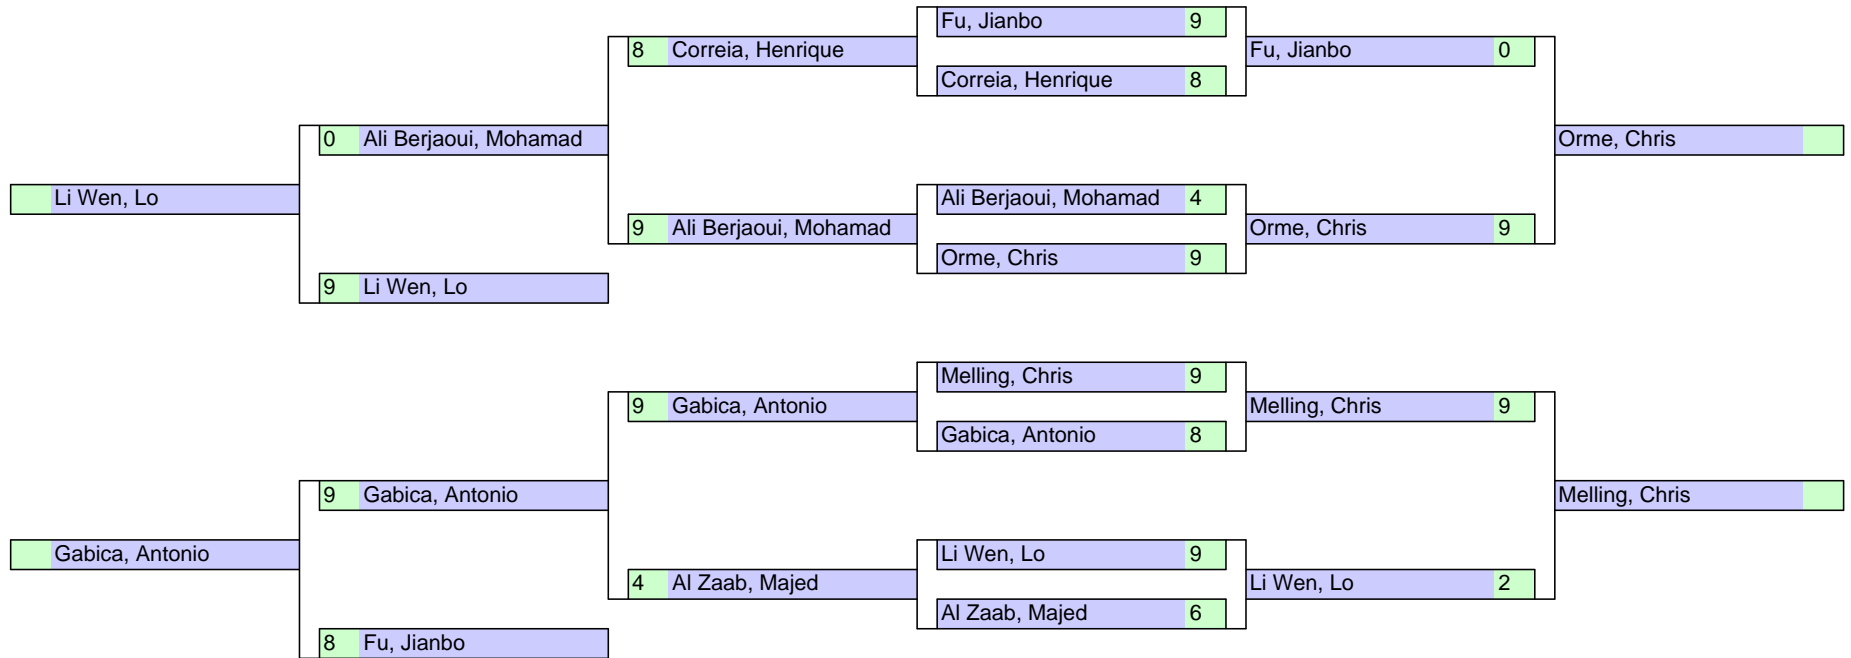 Fu, Jianbo 9
8 Correia, Henrique Fu, Jianbo 0
Correia, Henrique 8
0 Ali Berjaoui, Mohamad Orme, Chris
Li Wen, Lo Ali Berjaoui, Mohamad 4
9 Ali Berjaoui, Mohamad Orme, Chris 9
Orme, Chris 9
9 Li Wen, Lo
Melling, Chris 9
9 Gabica, Antonio Melling, Chris 9
Gabica, Antonio 8
9 Gabica, Antonio Melling, Chris
Gabica, Antonio Li Wen, Lo 9
4 Al Zaab, Majed Li Wen, Lo 2
Al Zaab, Majed 6
8 Fu, Jianbo